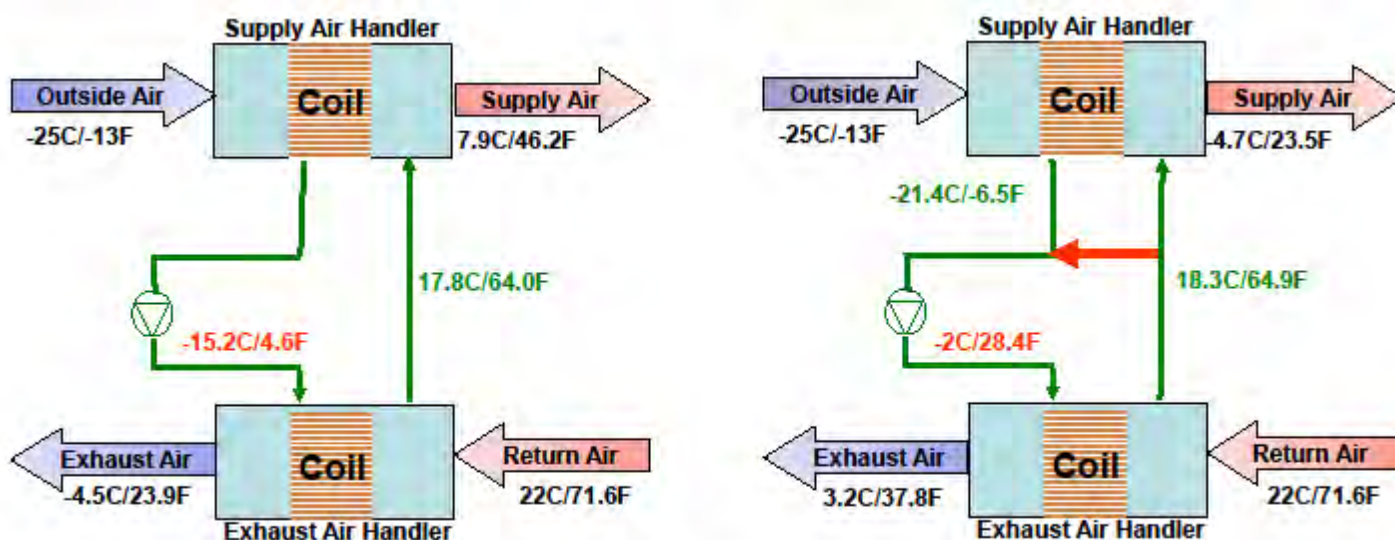 Supply Air Handler
Outside Air
Coil
Supply Air
-25C/-13F
7.9C/46.2F
17.8C/64.0F
-15.2C/4.6F
Exhaust Air
Coil
Return Air
-4.5C/23.9F
22C/71.6F
Exhaust Air Handler
Supply Air Handler
Outside Air
Coil
Supply Air
-25C/-13F
-4.7C/23.5F
-21.4C/-6.5F
18.3C/64.9F
-2C/28.4F
Exhaust Air
Coil
Return Air
3.2C/37.8F
22C/71.6F
Exhaust Air Handler